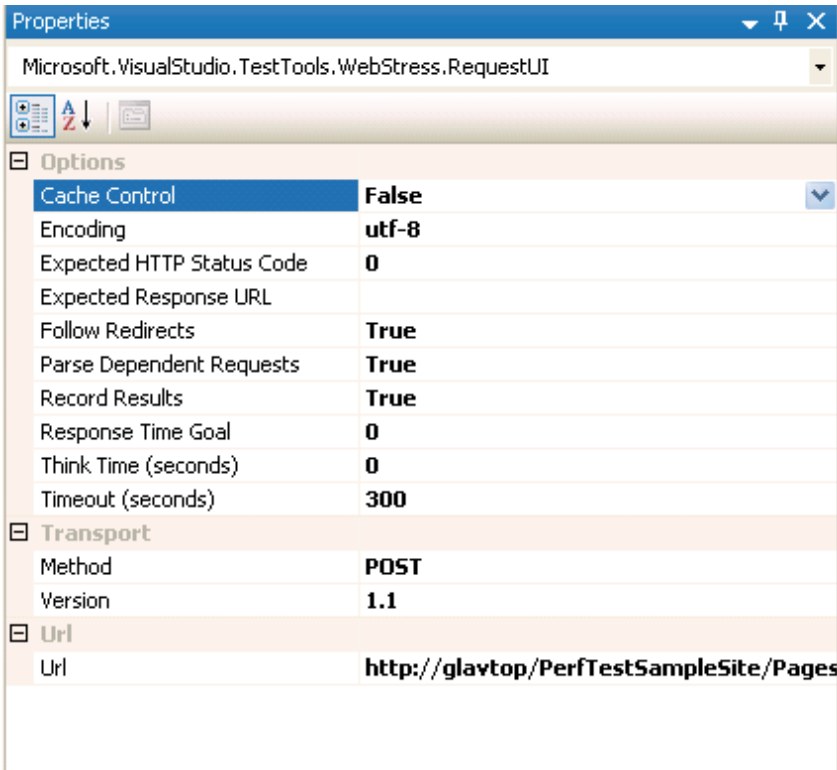 Properties
Microsoft.VisualStudio.TestTools.WebStress.RequestUI
A Z
Options
Cache Control False
Encoding utf-8
Expected HTTP Status Code 0
Expected Response URL
Follow Redirects True
Parse Dependent Requests True
Record Results True
Response Time Goal 0
Think Time (seconds) 0
Timeout (seconds) 300
Transport
Method POST
Version 1.1
Url
Url http://glavtop/PerfTestSampleSite/Pages